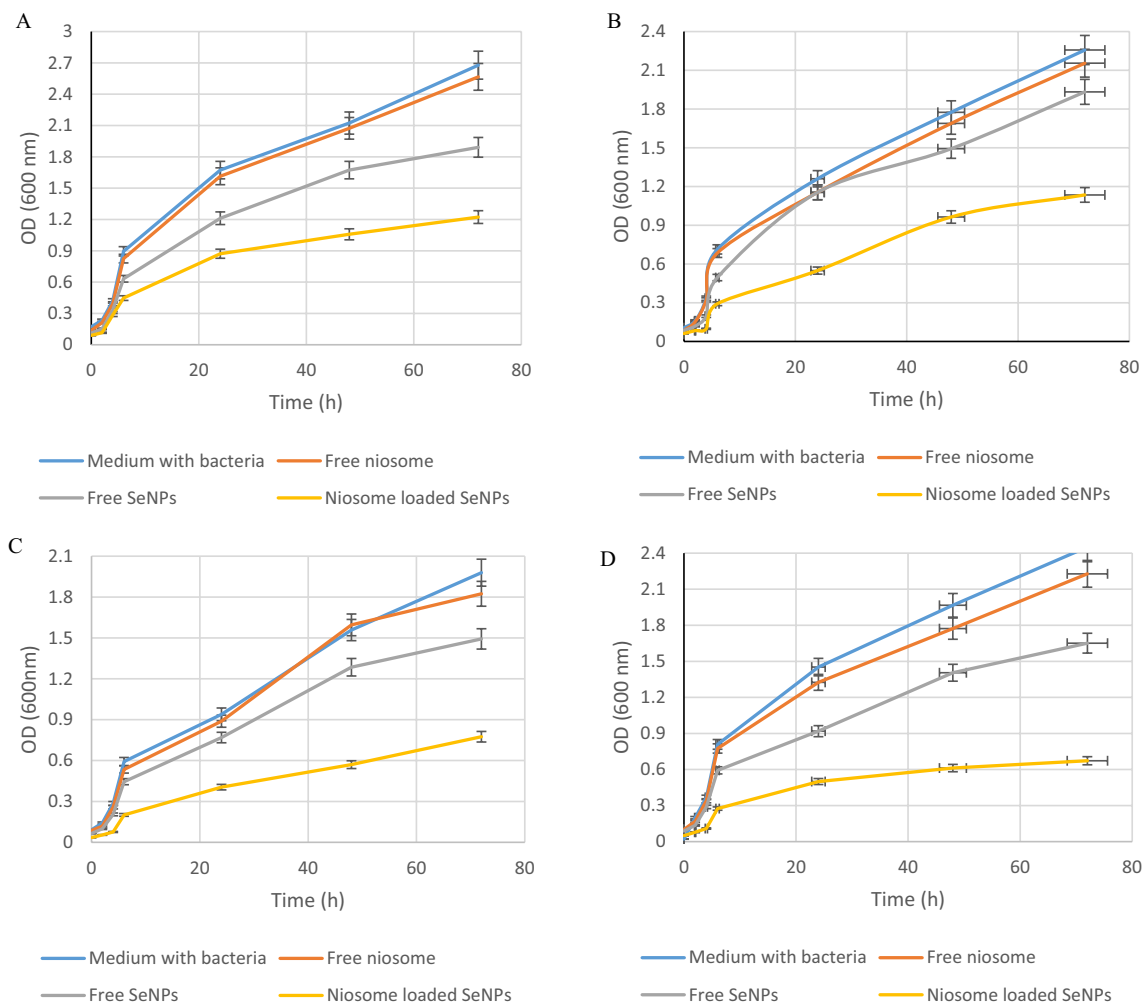 A
3
2.7
2.4
2.1
1.8
1.5
1.2
0.9
0.6
0.3
0
OD (600 nm)
0 20 40 60 80
Time (h)
Medium with bacteria Free niosome
Free SeNPs Niosome loaded SeNPs
B
2.4
2.1
1.8
1.5
1.2
0.9
0.6
0.3
0
OD (600 nm)
0 20 40 60 80
Time (h)
Medium with bacteria Free niosome
Free SeNPs Niosome loaded SeNPs
C
2.1
1.8
1.5
1.2
0.9
0.6
0.3
0
OD (600nm)
0 20 40 60 80
Time (h)
Medium with bacteria Free niosome
Free SeNPs Niosome loaded SeNPs
D
2.4
2.1
1.8
1.5
1.2
0.9
0.6
0.3
0
OD (600 nm)
0 20 40 60 80
Time (h)
Medium with bacteria Free niosome
Free SeNPs Niosome loaded SeNPs